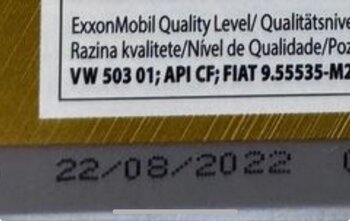 ExxonMobil Quality Level/ Qualitätsnive
Razina kvalitete/Nível de Qualidade/Poz
VW 503 01; API CF; FIAT 9.55535-M2
22/08/2022